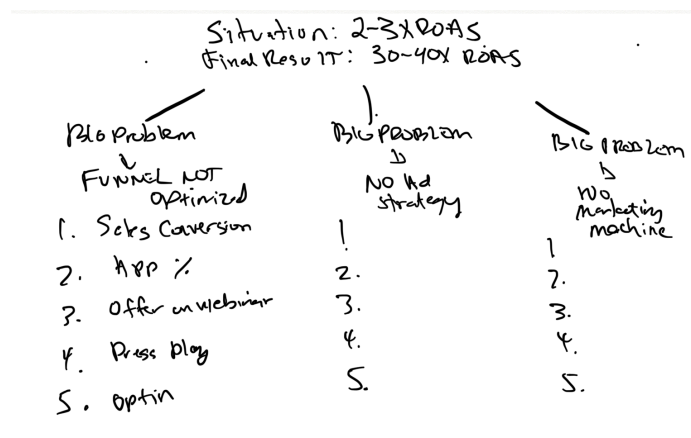 Situation: 2-3X ROAS
Final Result: 30-40X ROAS
Big Problem
FUNNEL NOT
optimized
1. Sales Conversion
2. App %
3. Offer on webinar
4. Press play
5. optin
BIG PROBLEM
No Ad
strategy
1
2.
3.
4.
5.
BIG PROBLEM
No
Marketing
machine
1
2.
3.
4.
5.